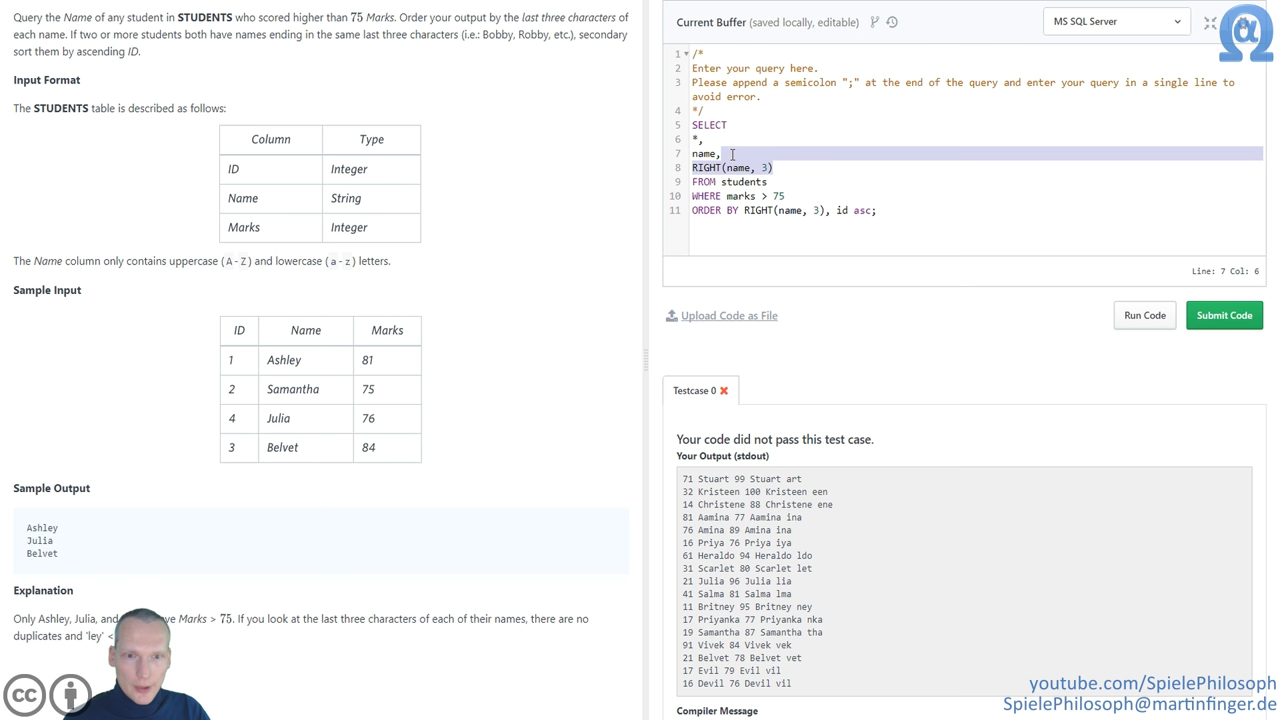 Query the Name of any student in STUDENTS who scored higher than 75 Marks. Order your output by the last three characters of
each name. If two or more students both have names ending in the same last three characters (i.e.: Bobby, Robby, etc.), secondary
sort them by ascending ID.
Input Format
The STUDENTS table is described as follows:
Column Type
ID Integer
Name String
Marks Integer
The Name column only contains uppercase (A-Z) and lowercase (a-z) letters.
Sample Input
ID Name Marks
1 Ashley 81
2 Samantha 75
4 Julia 76
3 Belvet 84
Sample Output
Ashley
Julia
Belvet
Explanation
Only Ashley, Julia, and Marks > 75. If you look at the last three characters of each of their names, there are no
duplicates and 'ley' <
Current Buffer (saved locally, editable)
MS SQL Server
1 /*
2 Enter your query here.
3 Please append a semicolon ";" at the end of the query and enter your query in a single line to
avoid error.
4 */
5 SELECT
6 *,
7 name,
8 RIGHT(name, 3)
9 FROM students
10 WHERE marks > 75
11 ORDER BY RIGHT(name, 3), id asc;
Line: 7 Col: 6
Upload Code as File
Run Code
Submit Code
Testcase 0
Your code did not pass this test case.
Your Output (stdout)
71 Stuart 99 Stuart art
32 Kristeen 100 Kristeen een
14 Christene 88 Christene ene
81 Aamina 77 Aamina ina
76 Amina 89 Amina ina
16 Priya 76 Priya iya
61 Heraldo 94 Heraldo ldo
31 Scarlet 80 Scarlet let
21 Julia 96 Julia lia
41 Salma 81 Salma lma
11 Britney 95 Britney ney
17 Priyanka 77 Priyanka nka
19 Samantha 87 Samantha tha
91 Vivek 84 Vivek vek
21 Belvet 78 Belvet vet
17 Evil 79 Evil vil
16 Devil 76 Devil vil
Compiler Message
cc
youtube.com/SpielePhilosoph
SpielePhilosoph@martinfinger.de